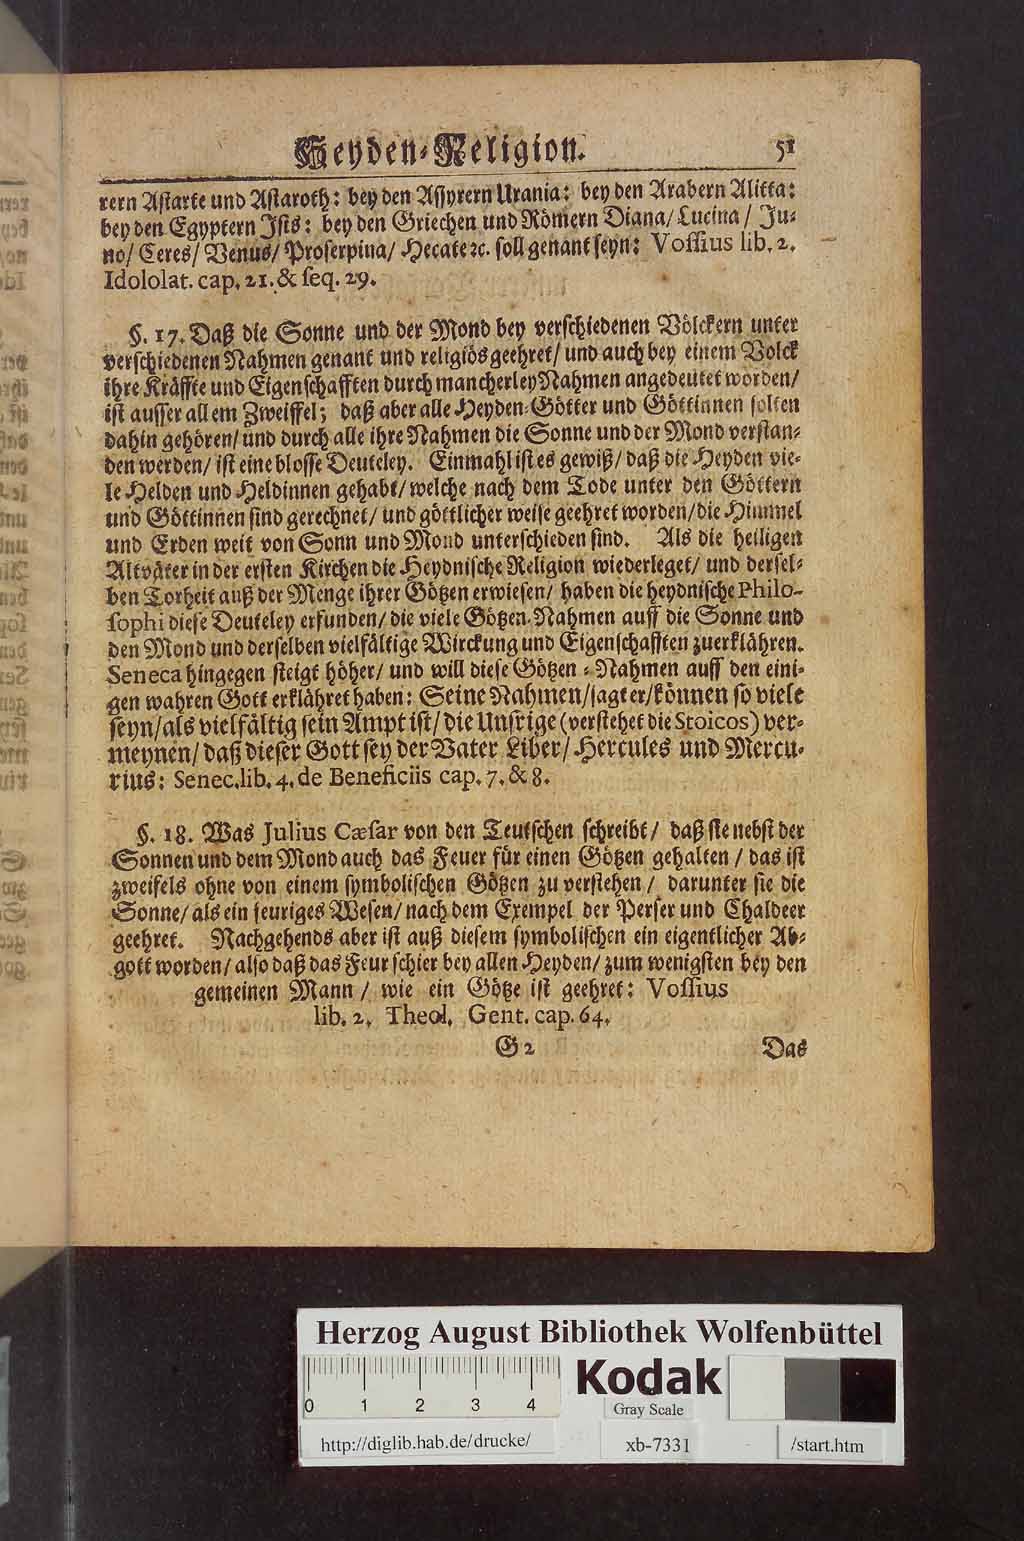 Heyden-Religion. 51
rern Astarte und Astaroth: bey den Assyrern Urania: bey den Arabern Alitta:
bey den Egyptern Isis: bey den Griechen und Römern Diana/ Lucina/ Ju-
no/ Ceres/ Venus/ Proserpina/ Hecate ꝛc. soll genant seyn: Vossius lib. 2.
Idololat. cap. 21. & seq. 29.
§. 17. Daß die Sonne und der Mond bey verschiedenen Völckern unter
verschiedenen Nahmen genant und religiös geehret/ und auch bey einem Volck
ihre Kräffte und Eigenschafften durch mancherley Nahmen angedeutet worden/
ist ausser allem Zweiffel; daß aber alle Heyden-Götter und Göttinnen solten
dahin gehören/ und durch alle ihre Nahmen die Sonne und der Mond verstan-
den werden/ ist eine blosse Deuteley. Einmahl ist es gewiß/ daß die Heyden vie-
le Helden und Heldinnen gehabt/ welche nach dem Tode unter den Göttern
und Göttinnen sind gerechnet/ und göttlicher weise geehret worden/ die Himmel
und Erden weit von Sonn und Mond unterschieden sind. Als die heiligen
Altväter in der ersten Kirchen die Heydnische Religion wiederleget/ und dersel-
ben Torheit auß der Menge ihrer Götzen erwiesen/ haben die heydnische Philo-
sophi diese Deuteley erfunden/ die viele Götzen-Nahmen auff die Sonne und
den Mond und derselben vielfältige Wirckung und Eigenschafften zuerklähren.
Seneca hingegen steigt höher/ und will diese Götzen-Nahmen auff den eini-
gen wahren Gott erklähret haben: Seine Nahmen/ sagt er/ können so viele
seyn/ als vielfältig sein Ampt ist/ die Unsrige (verstehet die Stoicos) ver-
meynen/ daß dieser Gott sey der Vater Liber/ Hercules und Mercu-
rius: Senec. lib. 4. de Beneficiis cap. 7. & 8.
§. 18. Was Julius Cæsar von den Teutschen schreibt/ daß sie nebst der
Sonnen und dem Mond auch das Feuer für einen Götzen gehalten/ das ist
zweifels ohne von einem symbolischen Götzen zu verstehen/ darunter sie die
Sonne/ als ein feuriges Wesen/ nach dem Exempel der Perser und Chaldeer
geehret. Nachgehends aber ist auß diesem symbolischen ein eigentlicher Ab-
gott worden/ also daß das Feur schier bey allen Heyden/ zum wenigsten bey den
gemeinen Mann/ wie ein Götze ist geehret: Vossius
lib. 2. Theol. Gent. cap. 64.
G 2 Das
Herzog August Bibliothek Wolfenbüttel
0 1 2 3 4
Kodak
Gray Scale
http://diglib.hab.de/drucke/ xb-7331 /start.htm